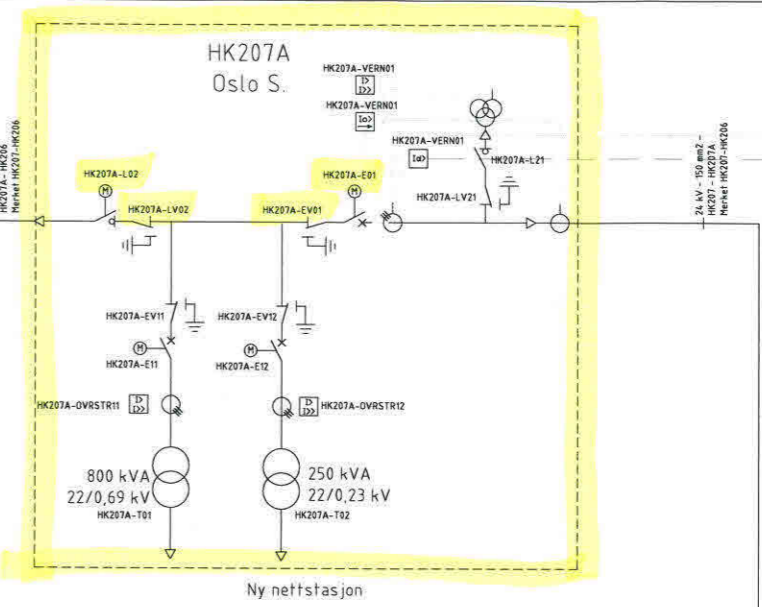 HK207A
Oslo S.
HK207A-VERN01
I>
I>>
HK207A-VERN01
Io>
HK207A-VERN01
Id>
HK207A-L21
HK207A-LV21
HK207A-HK206
Merket HK207-HK206
HK207A-L02
M
HK207A-LV02
HK207A-E01
M
HK207A-EV01
24 kV - 150 mm2 -
HK207 - HK207A
Merket HK207-HK206
HK207A-EV11
HK207A-EV12
M
HK207A-E11
M
HK207A-E12
HK207A-OVRSTR11
I>
I>>
I>
I>>
HK207A-OVRSTR12
800 kVA
22/0,69 kV
HK207A-T01
250 kVA
22/0,23 kV
HK207A-T02
Ny nettstasjon